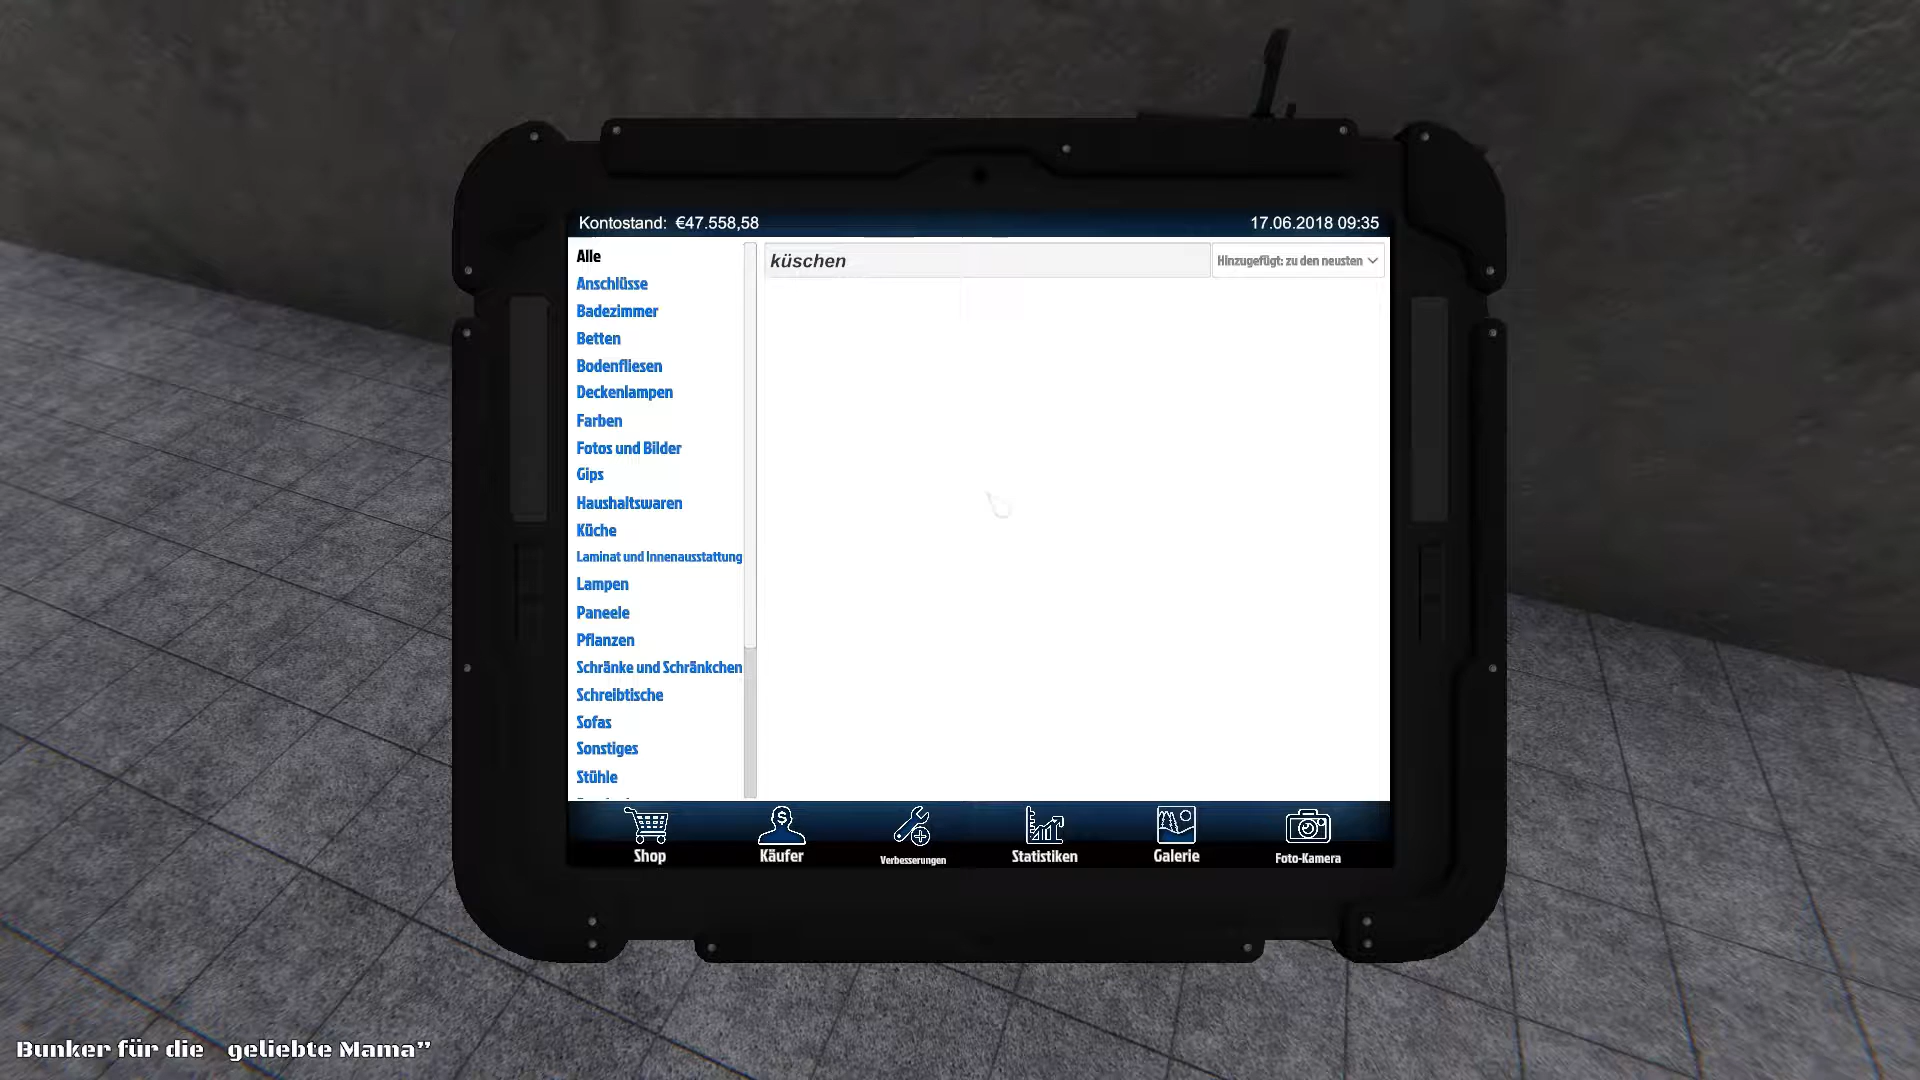 Kontostand: €47.558,58
17.06.2018 09:35
Alle
küschen
Hinzugefügt: zu den neusten
Anschlüsse
Badezimmer
Betten
Bodenfliesen
Deckenlampen
Farben
Fotos und Bilder
Gips
Haushaltswaren
Küche
Laminat und Innenausstattung
Lampen
Paneele
Pflanzen
Schränke und Schränkchen
Schreibtische
Sofas
Sonstiges
Stühle
Shop
Käufer
Verbesserungen
Statistiken
Galerie
Foto-Kamera
Bunker für die geliebte Mama”